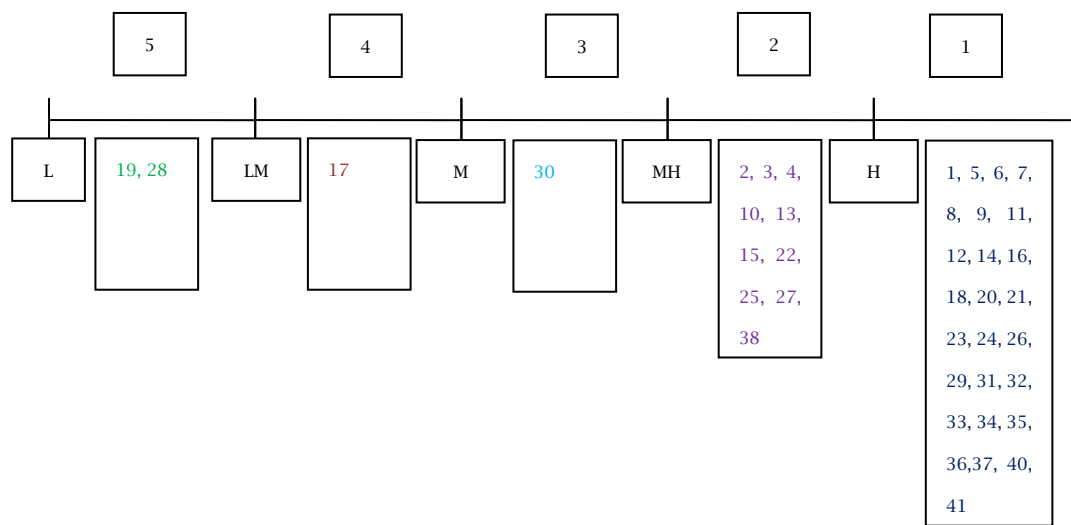 5
4
3
2
1
L
19, 28
LM
17
M
30
MH
2, 3, 4,
10, 13,
15, 22,
25, 27,
38
H
1, 5, 6, 7,
8, 9, 11,
12, 14, 16,
18, 20, 21,
23, 24, 26,
29, 31, 32,
33, 34, 35,
36,37, 40,
41